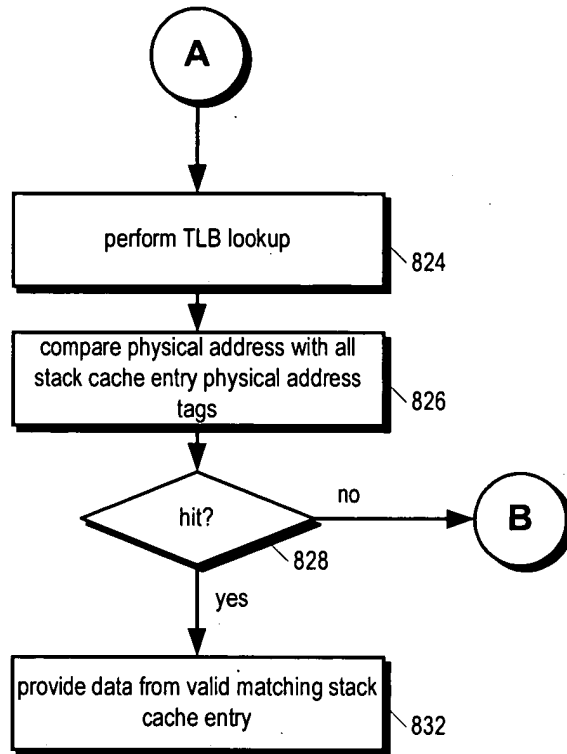 A
perform TLB lookup
824
compare physical address with all
stack cache entry physical address
tags
826
hit?
no
B
828
yes
provide data from valid matching stack
cache entry
832